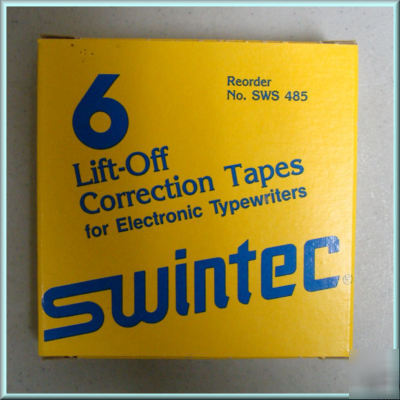 6
Reorder
No. SWS 485
Lift-Off
Correction Tapes
for Electronic Typewriters
Swintec®